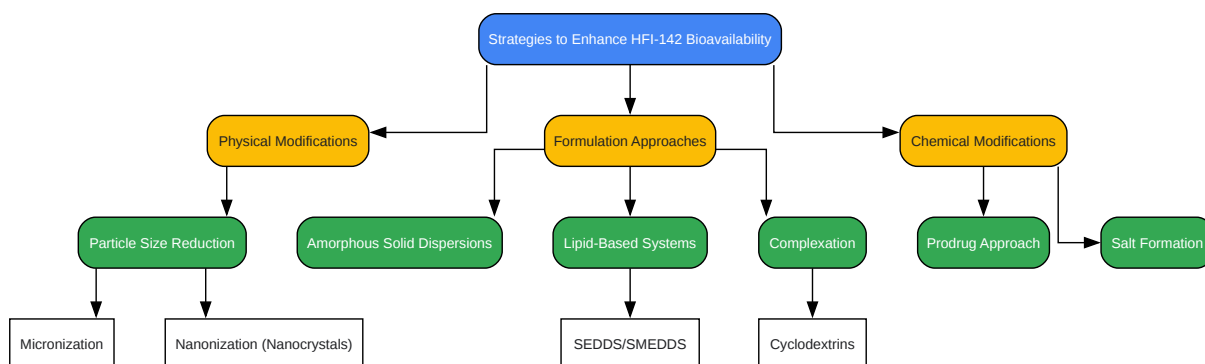 Strategies to Enhance HFI-142 Bioavailability
Physical Modifications
Formulation Approaches
Chemical Modifications
Particle Size Reduction
Amorphous Solid Dispersions
Lipid-Based Systems
Complexation
Prodrug Approach
Salt Formation
Micronization
Nanonization (Nanocrystals)
SEDDS/SMEDDS
Cyclodextrins